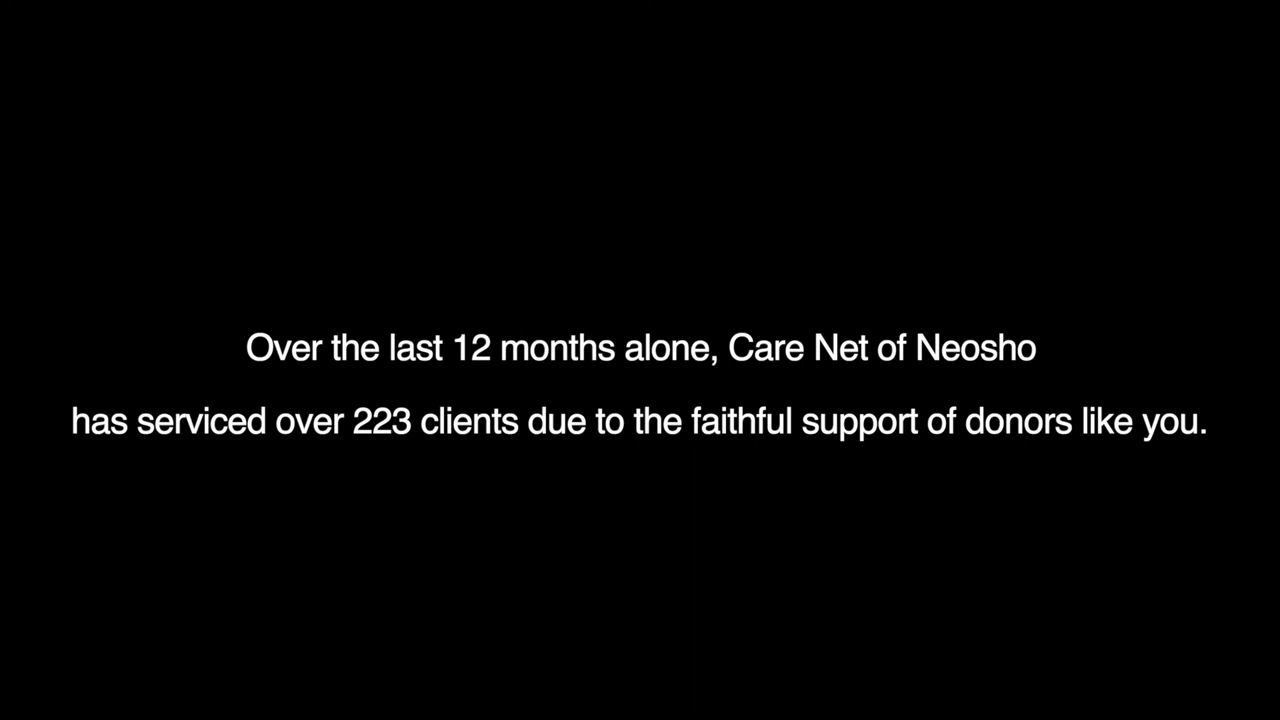 Over the last 12 months alone, Care Net of Neosho
has serviced over 223 clients due to the faithful support of donors like you.